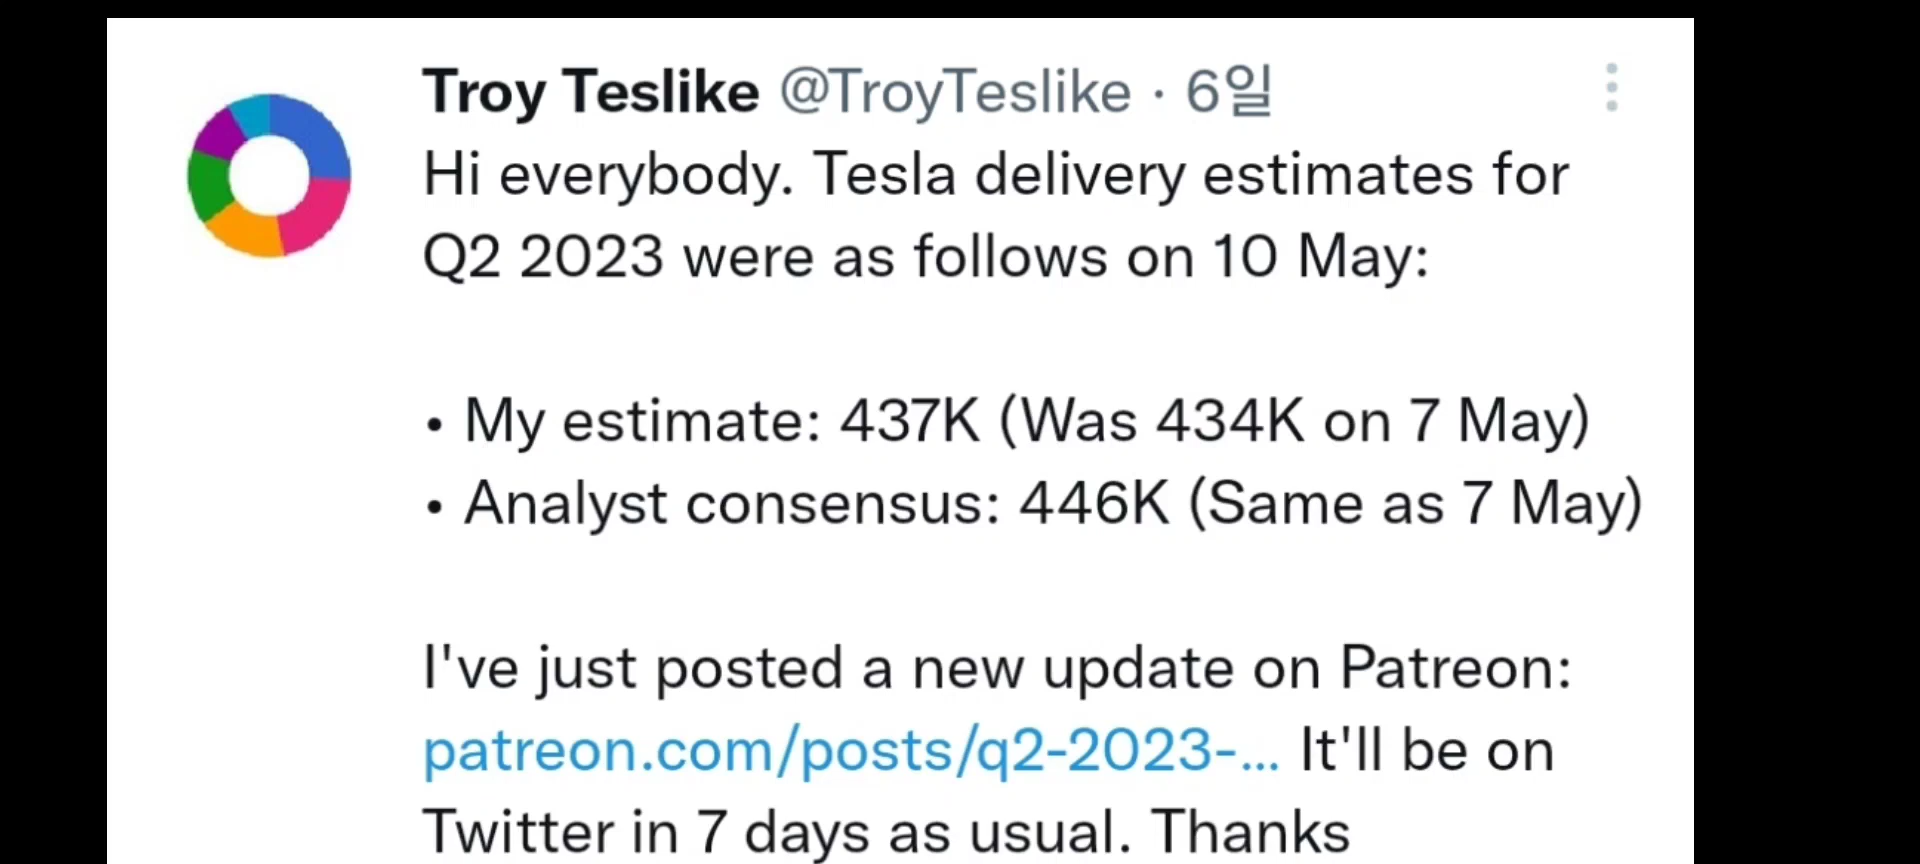 Troy Teslike @TroyTeslike · 6일
Hi everybody. Tesla delivery estimates for
Q2 2023 were as follows on 10 May:
• My estimate: 437K (Was 434K on 7 May)
• Analyst consensus: 446K (Same as 7 May)
I've just posted a new update on Patreon:
patreon.com/posts/q2-2023-... It'll be on
Twitter in 7 days as usual. Thanks